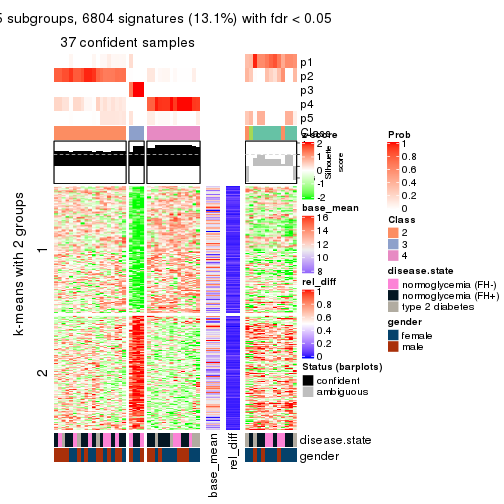 5 subgroups, 6804 signatures (13.1%) with fdr < 0.05
37 confident samples
p1
p2
p3
p4
p5
Class
k-means with 2 groups
1
2
Silhouette
score
z-score
2
1
0
-1
-2
base_mean
16
14
12
10
8
rel_diff
1
0.8
0.6
0.4
0.2
0
Status (barplots)
confident
ambiguous
Prob
1
0.8
0.6
0.4
0.2
0
Class
2
3
4
disease.state
normoglycemia (FH-)
normoglycemia (FH+)
type 2 diabetes
gender
female
male
disease.state
gender
base_mean
rel_diff